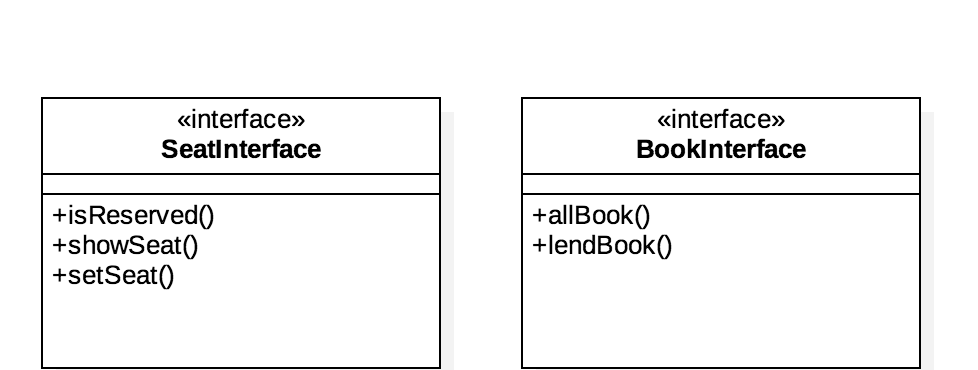 «interface»
SeatInterface
+isReserved()
+showSeat()
+setSeat()
«interface»
BookInterface
+allBook()
+lendBook()